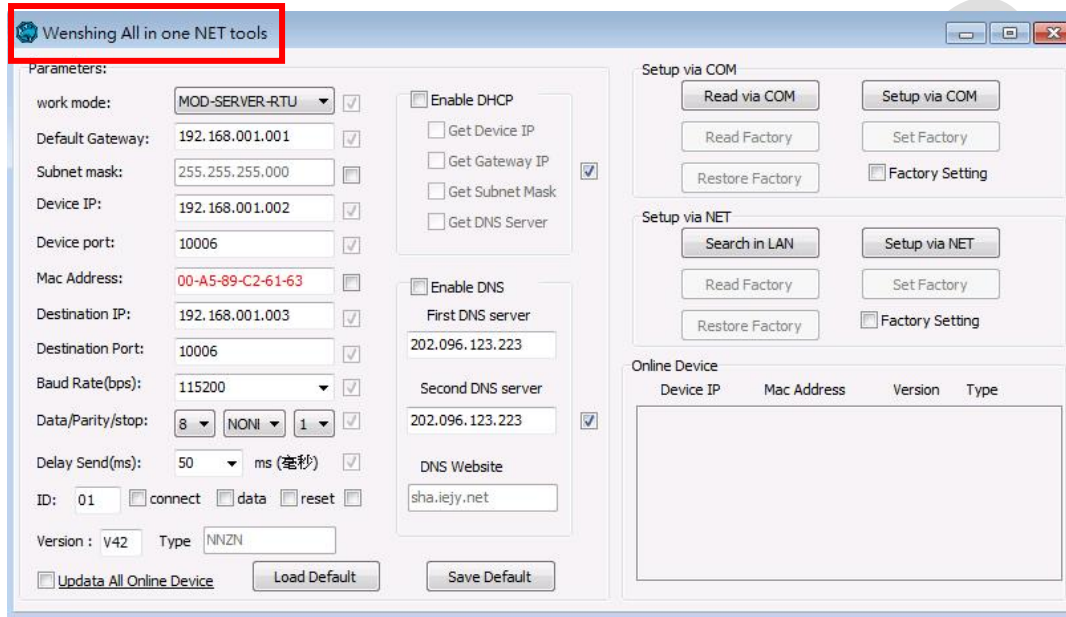 Wenshing All in one NET tools
Parameters:
work mode: MOD-SERVER-RTU
Default Gateway: 192.168.001.001
Subnet mask: 255.255.255.000
Device IP: 192.168.001.002
Device port: 10006
Mac Address: 00-A5-89-C2-61-63
Destination IP: 192.168.001.003
Destination Port: 10006
Baud Rate(bps): 115200
Data/Parity/stop: 8 NONI 1
Delay Send(ms): 50 ms (毫秒)
ID: 01 connect data reset
Version : V42 Type NNZN
Updata All Online Device Load Default
Enable DHCP
Get Device IP
Get Gateway IP
Get Subnet Mask
Get DNS Server
Enable DNS
First DNS server
202.096.123.223
Second DNS server
202.096.123.223
DNS Website
sha.iejy.net
Save Default
Setup via COM
Read via COM Setup via COM
Read Factory Set Factory
Restore Factory Factory Setting
Setup via NET
Search in LAN Setup via NET
Read Factory Set Factory
Restore Factory Factory Setting
Online Device
Device IP Mac Address Version Type